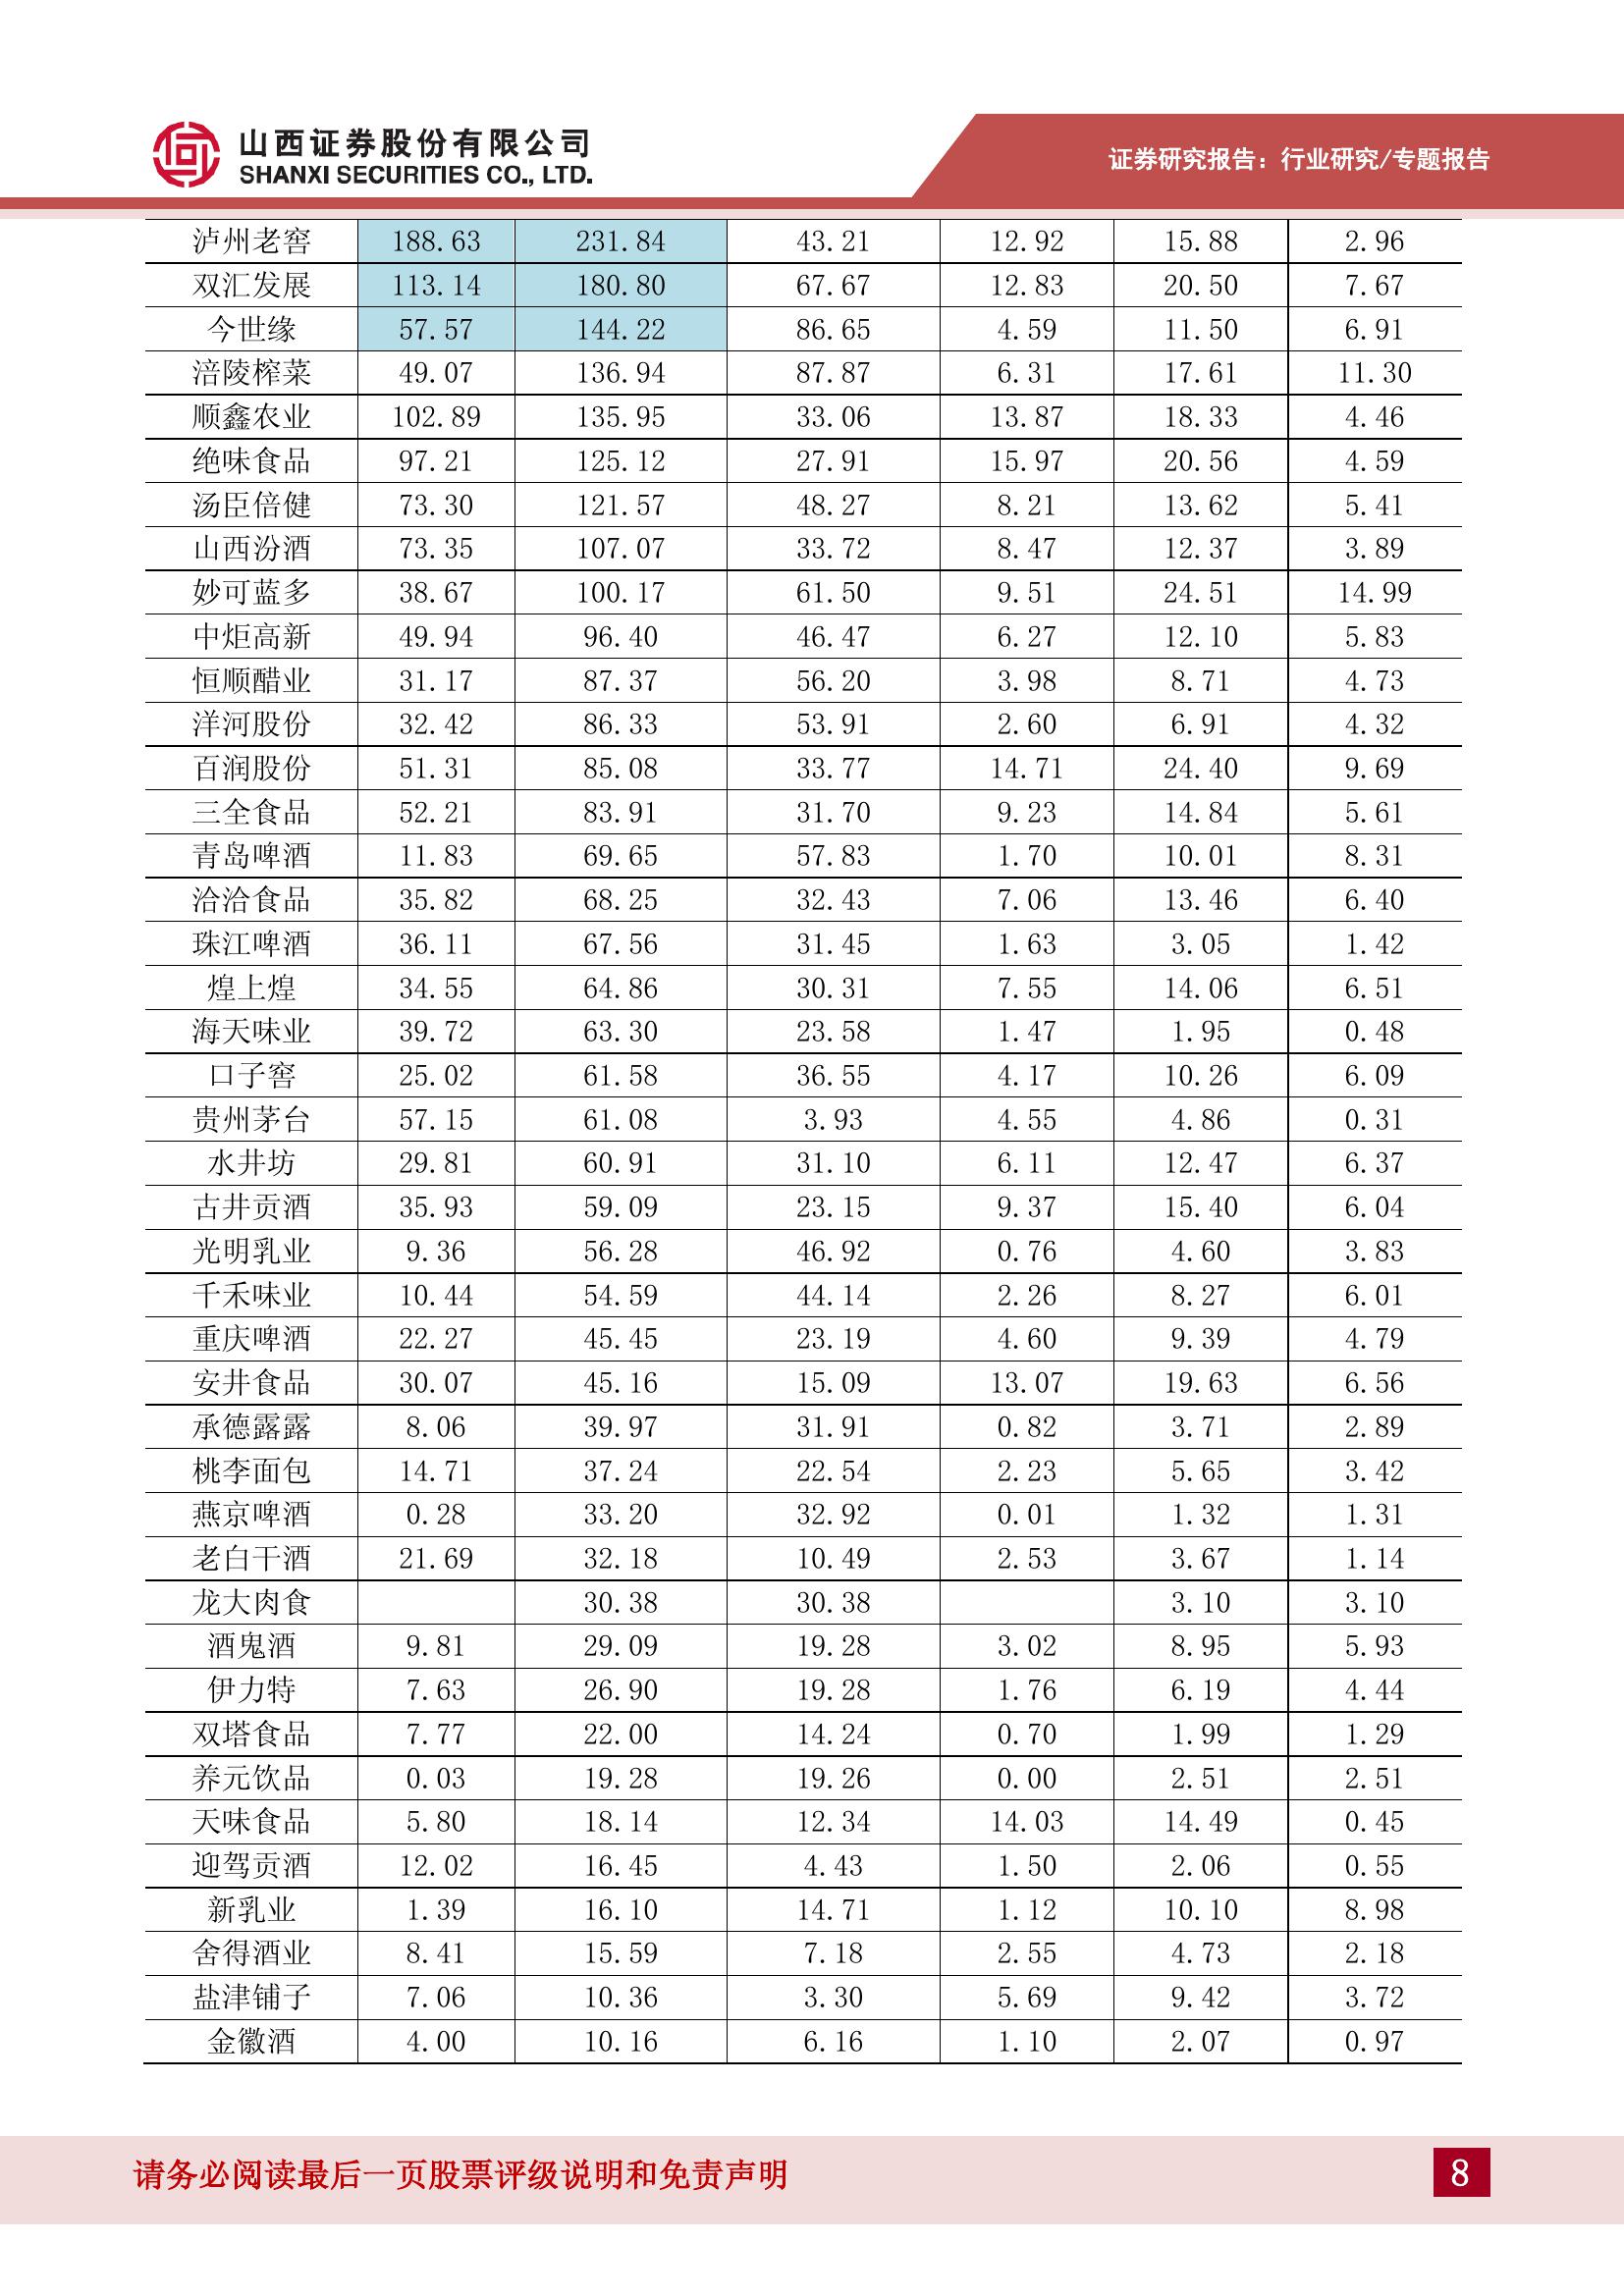 山西证券股份有限公司
SHANXI SECURITIES CO., LTD.
证券研究报告：行业研究/专题报告
泸州老窖 188.63 231.84 43.21 12.92 15.88 2.96
双汇发展 113.14 180.80 67.67 12.83 20.50 7.67
今世缘 57.57 144.22 86.65 4.59 11.50 6.91
涪陵榨菜 49.07 136.94 87.87 6.31 17.61 11.30
顺鑫农业 102.89 135.95 33.06 13.87 18.33 4.46
绝味食品 97.21 125.12 27.91 15.97 20.56 4.59
汤臣倍健 73.30 121.57 48.27 8.21 13.62 5.41
山西汾酒 73.35 107.07 33.72 8.47 12.37 3.89
妙可蓝多 38.67 100.17 61.50 9.51 24.51 14.99
中炬高新 49.94 96.40 46.47 6.27 12.10 5.83
恒顺醋业 31.17 87.37 56.20 3.98 8.71 4.73
洋河股份 32.42 86.33 53.91 2.60 6.91 4.32
百润股份 51.31 85.08 33.77 14.71 24.40 9.69
三全食品 52.21 83.91 31.70 9.23 14.84 5.61
青岛啤酒 11.83 69.65 57.83 1.70 10.01 8.31
洽洽食品 35.82 68.25 32.43 7.06 13.46 6.40
珠江啤酒 36.11 67.56 31.45 1.63 3.05 1.42
煌上煌 34.55 64.86 30.31 7.55 14.06 6.51
海天味业 39.72 63.30 23.58 1.47 1.95 0.48
口子窖 25.02 61.58 36.55 4.17 10.26 6.09
贵州茅台 57.15 61.08 3.93 4.55 4.86 0.31
水井坊 29.81 60.91 31.10 6.11 12.47 6.37
古井贡酒 35.93 59.09 23.15 9.37 15.40 6.04
光明乳业 9.36 56.28 46.92 0.76 4.60 3.83
千禾味业 10.44 54.59 44.14 2.26 8.27 6.01
重庆啤酒 22.27 45.45 23.19 4.60 9.39 4.79
安井食品 30.07 45.16 15.09 13.07 19.63 6.56
承德露露 8.06 39.97 31.91 0.82 3.71 2.89
桃李面包 14.71 37.24 22.54 2.23 5.65 3.42
燕京啤酒 0.28 33.20 32.92 0.01 1.32 1.31
老白干酒 21.69 32.18 10.49 2.53 3.67 1.14
龙大肉食 30.38 30.38 3.10 3.10
酒鬼酒 9.81 29.09 19.28 3.02 8.95 5.93
伊力特 7.63 26.90 19.28 1.76 6.19 4.44
双塔食品 7.77 22.00 14.24 0.70 1.99 1.29
养元饮品 0.03 19.28 19.26 0.00 2.51 2.51
天味食品 5.80 18.14 12.34 14.03 14.49 0.45
迎驾贡酒 12.02 16.45 4.43 1.50 2.06 0.55
新乳业 1.39 16.10 14.71 1.12 10.10 8.98
舍得酒业 8.41 15.59 7.18 2.55 4.73 2.18
盐津铺子 7.06 10.36 3.30 5.69 9.42 3.72
金徽酒 4.00 10.16 6.16 1.10 2.07 0.97
请务必阅读最后一页股票评级说明和免责声明
8